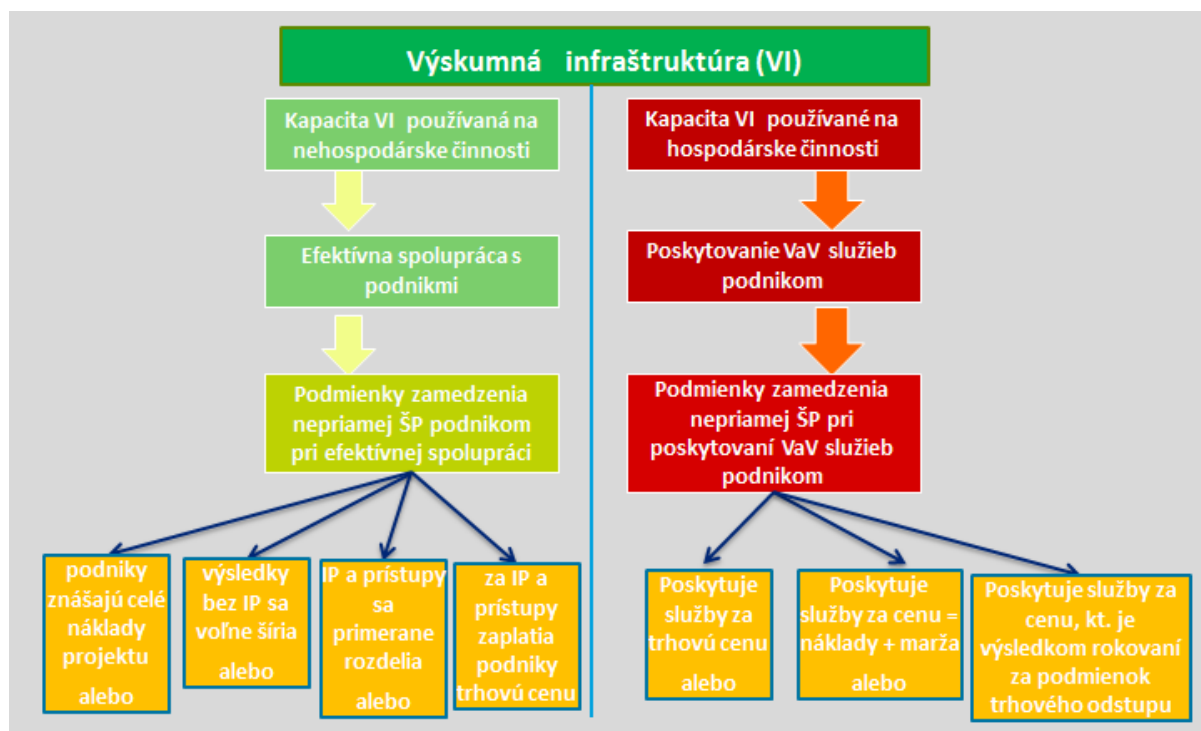 Výskumná infraštruktúra (VI)
Kapacita VI používaná na
nehospodárske činnosti
Efektívna spolupráca s
podnikmi
Podmienky zamedzenia
nepriamej ŠP podnikom
pri efektívnej spolupráci
podniky
znášajú celé
náklady
projektu
alebo
výsledky
bez IP sa
voľne šíria
alebo
IP a prístupy
sa
primerane
rozdelia
alebo
za IP a
prístupy
zaplatia
podniky
trhovú cenu
Kapacita VI používané na
hospodárske činnosti
Poskytovanie VaV služieb
podnikom
Podmienky zamedzenia
nepriamej ŠP pri
poskytovaní VaV služieb
podnikom
Poskytuje
služby za
trhovú cenu
alebo
Poskytuje
služby za cenu =
náklady + marža
alebo
Poskytuje služby za
cenu, kt. je
výsledkom rokovaní
za podmienok
trhového odstupu